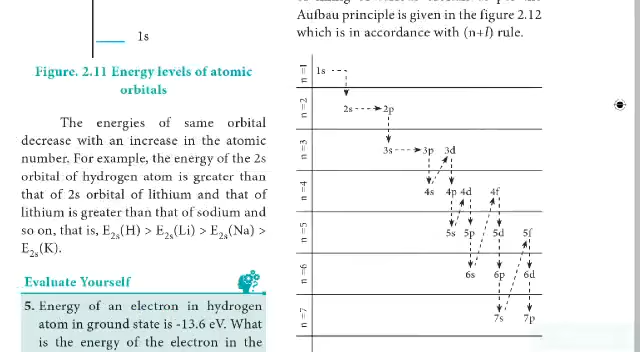 1s
Figure. 2.11 Energy levels of atomic
orbitals
The energies of same orbital
decrease with an increase in the atomic
number. For example, the energy of the 2s
orbital of hydrogen atom is greater than
that of 2s orbital of lithium and that of
lithium is greater than that of sodium and
so on, that is, E₂ₛ(H) > E₂ₛ(Li) > E₂ₛ(Na) >
E₂ₛ(K).
Evaluate Yourself
5. Energy of an electron in hydrogen
atom in ground state is -13.6 eV. What
is the energy of the electron in the
Aufbau principle is given in the figure 2.12
which is in accordance with (n+l) rule.
n =1 1s
n =2 2s 2p
n =3 3s 3p 3d
n =4 4s 4p 4d 4f
n =5 5s 5p 5d 5f
n =6 6s 6p 6d
n =7 7s 7p